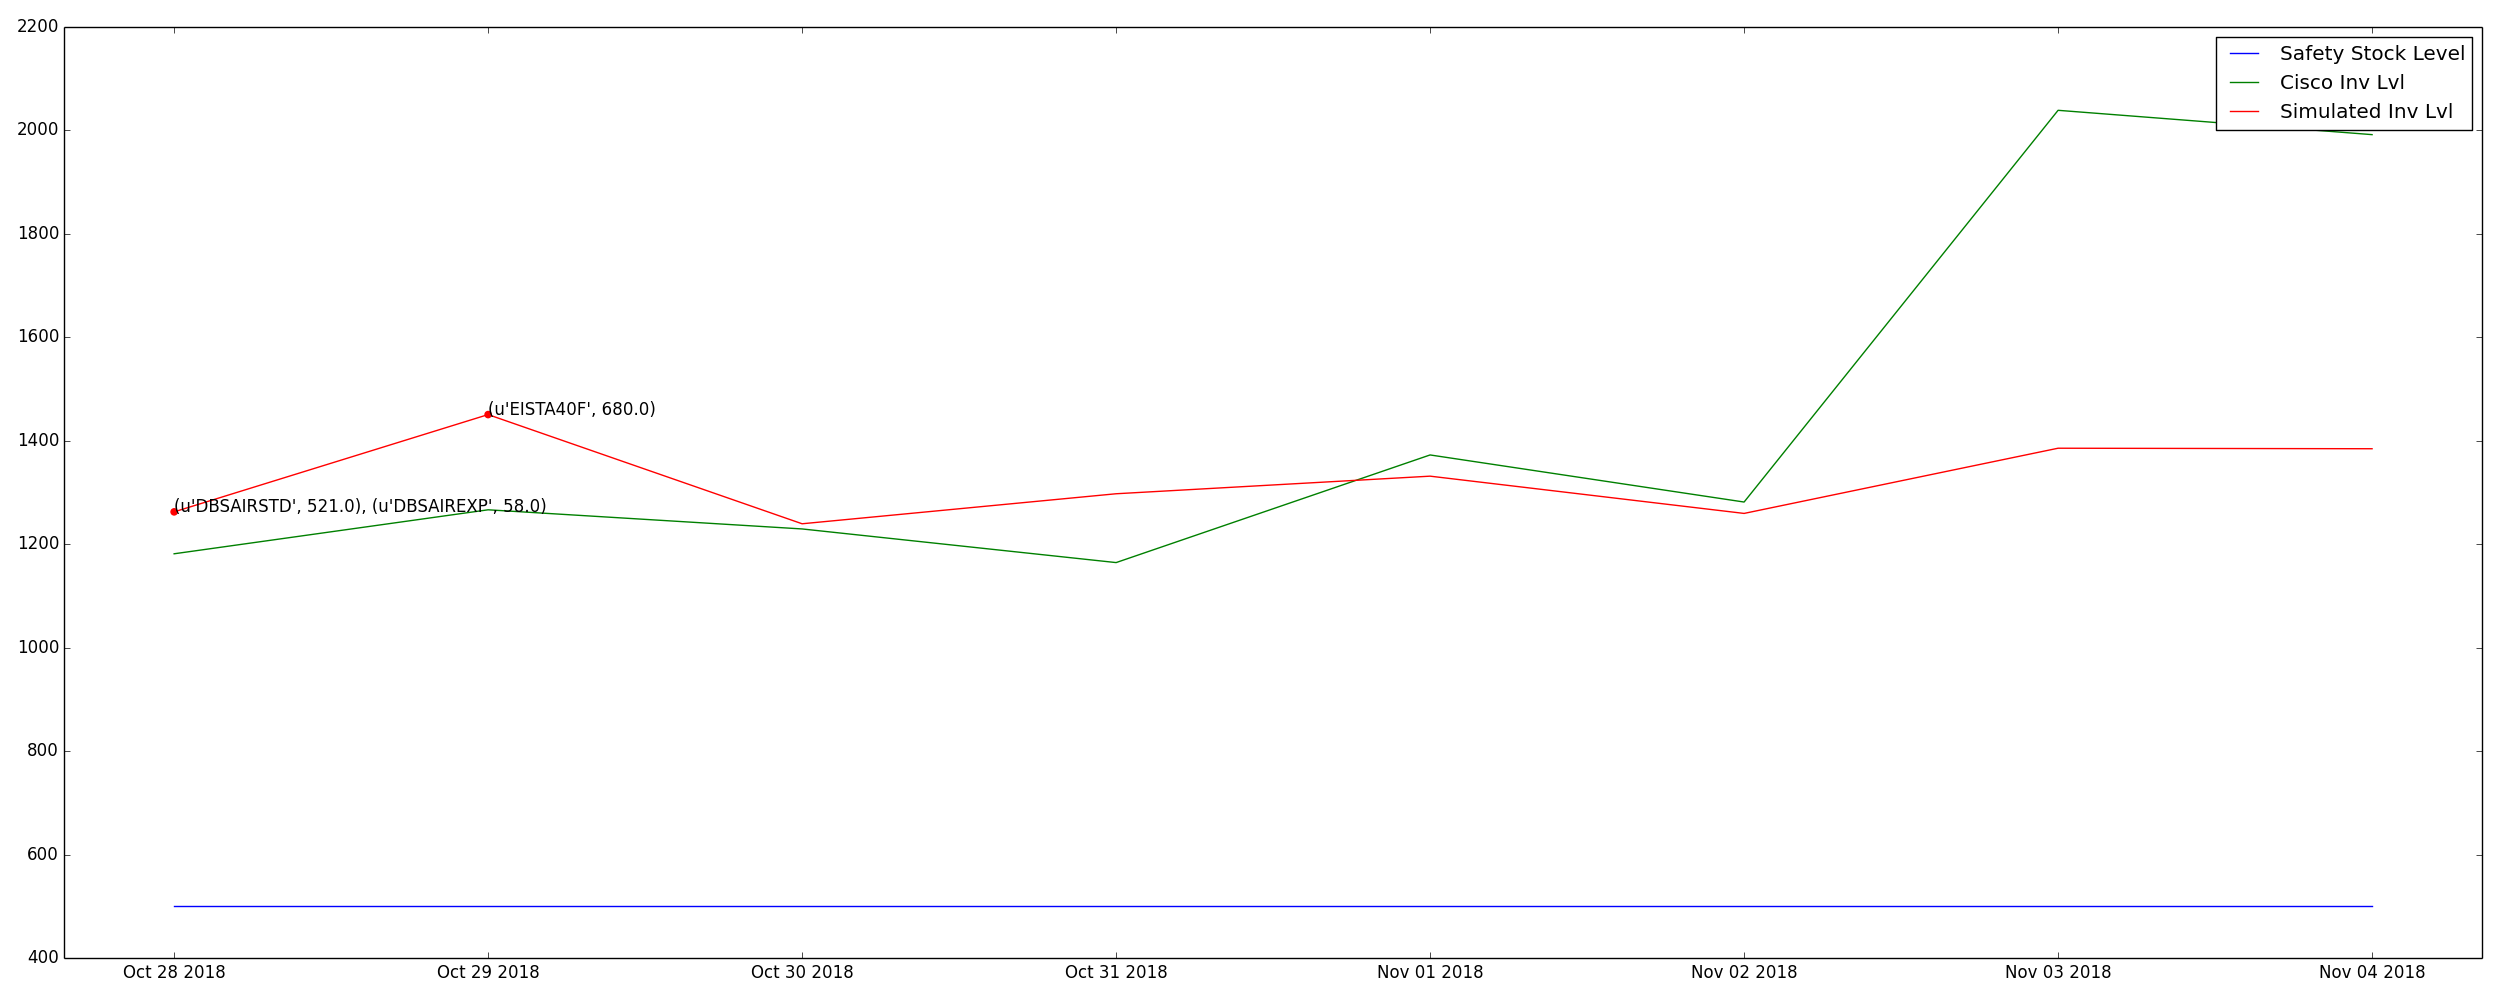 2200
2000
1800
1600
1400
1200
1000
800
600
400
Safety Stock Level
Cisco Inv Lvl
Simulated Inv Lvl
(u'EISTA40F', 680.0)
(u'DBSAIRSTD', 521.0), (u'DBSAIREXP', 58.0)
Oct 28 2018 Oct 29 2018 Oct 30 2018 Oct 31 2018 Nov 01 2018 Nov 02 2018 Nov 03 2018 Nov 04 2018